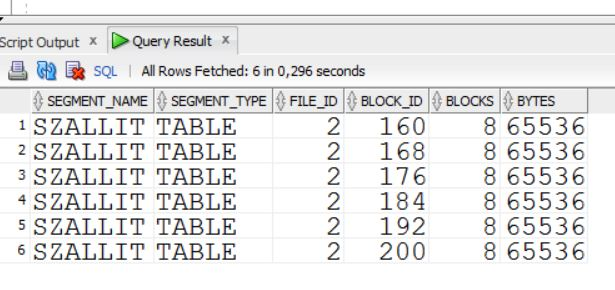 Script Output x Query Result x
SQL | All Rows Fetched: 6 in 0,296 seconds
SEGMENT_NAME SEGMENT_TYPE FILE_ID BLOCK_ID BLOCKS BYTES
1 SZALLIT TABLE 2 160 8 65536
2 SZALLIT TABLE 2 168 8 65536
3 SZALLIT TABLE 2 176 8 65536
4 SZALLIT TABLE 2 184 8 65536
5 SZALLIT TABLE 2 192 8 65536
6 SZALLIT TABLE 2 200 8 65536